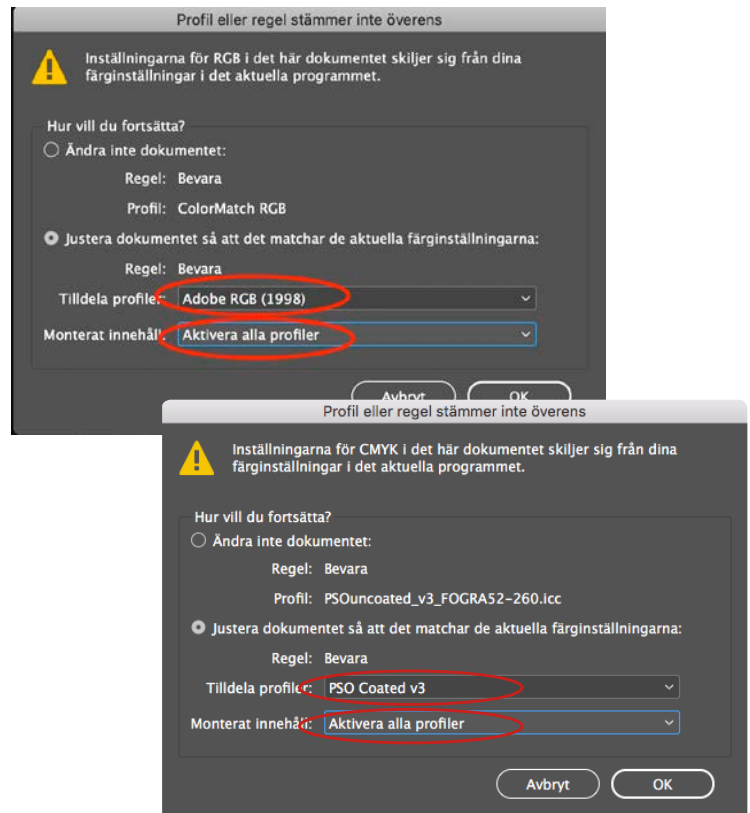 Profil eller regel stämmer inte överens
Inställningarna för RGB i det här dokumentet skiljer sig från dina
färginställningar i det aktuella programmet.
Hur vill du fortsätta?
Ändra inte dokumentet:
Regel: Bevara
Profil: ColorMatch RGB
Justera dokumentet så att det matchar de aktuella färginställningarna:
Regel: Bevara
Tilldela profiler: Adobe RGB (1998)
Monterat innehåll: Aktivera alla profiler
Avbryt OK
Profil eller regel stämmer inte överens
Inställningarna för CMYK i det här dokumentet skiljer sig från dina
färginställningar i det aktuella programmet.
Hur vill du fortsätta?
Ändra inte dokumentet:
Regel: Bevara
Profil: PSOuncoated_v3_FOGRA52-260.icc
Justera dokumentet så att det matchar de aktuella färginställningarna:
Regel: Bevara
Tilldela profiler: PSO Coated v3
Monterat innehåll: Aktivera alla profiler
Avbryt OK